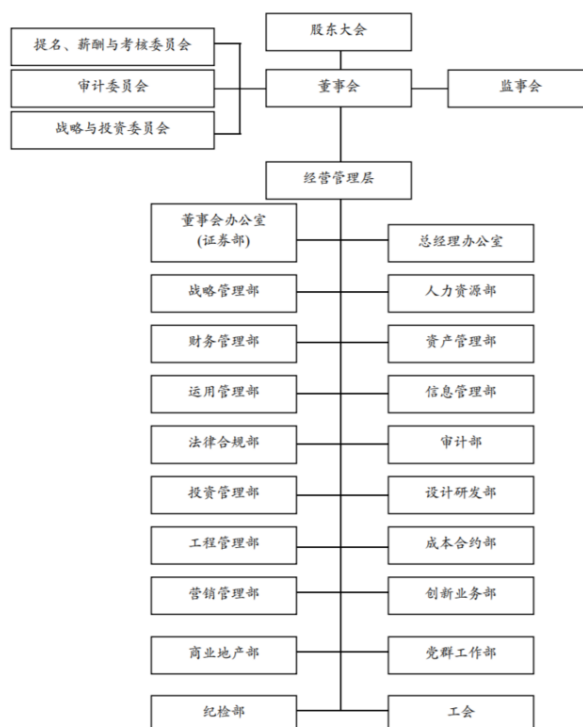 股东大会
提名、薪酬与考核委员会
审计委员会
董事会
监事会
战略与投资委员会
经营管理层
董事会办公室
(证券部)
总经理办公室
战略管理部
人力资源部
财务管理部
资产管理部
运用管理部
信息管理部
法律合规部
审计部
投资管理部
设计研发部
工程管理部
成本合约部
营销管理部
创新业务部
商业地产部
党群工作部
纪检部
工会